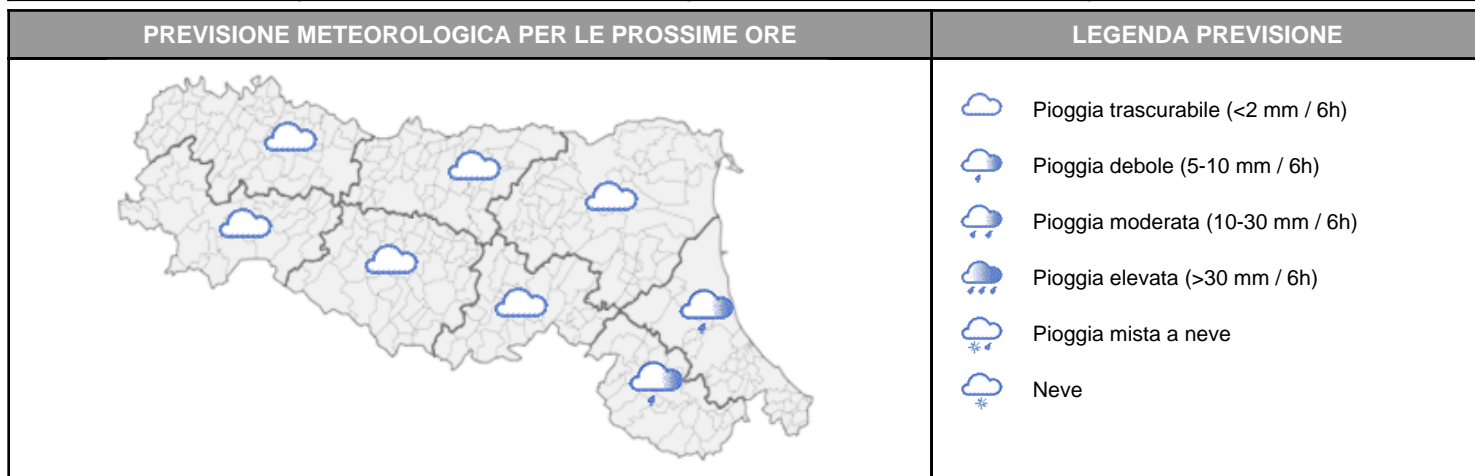 PREVISIONE METEOROLOGICA PER LE PROSSIME ORE
LEGENDA PREVISIONE
Pioggia trascurabile (<2 mm / 6h)
Pioggia debole (5-10 mm / 6h)
Pioggia moderata (10-30 mm / 6h)
Pioggia elevata (>30 mm / 6h)
Pioggia mista a neve
Neve